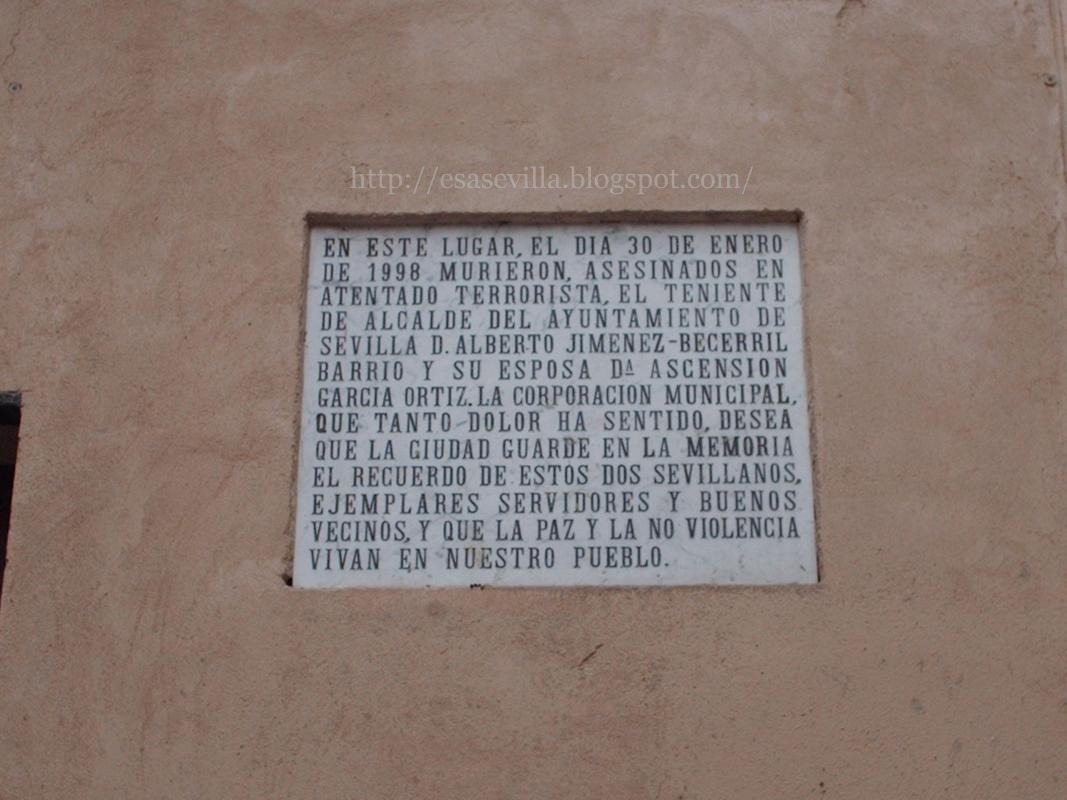 http://esasevilla.blogspot.com/
EN ESTE LUGAR, EL DIA 30 DE ENERO
DE 1998 MURIERON, ASESINADOS EN
ATENTADO TERRORISTA, EL TENIENTE
DE ALCALDE DEL AYUNTAMIENTO DE
SEVILLA D. ALBERTO JIMENEZ-BECERRIL
BARRIO Y SU ESPOSA Dª ASCENSION
GARCIA ORTIZ. LA CORPORACION MUNICIPAL,
QUE TANTO DOLOR HA SENTIDO, DESEA
QUE LA CIUDAD GUARDE EN LA MEMORIA
EL RECUERDO DE ESTOS DOS SEVILLANOS,
EJEMPLARES SERVIDORES Y BUENOS
VECINOS, Y QUE LA PAZ Y LA NO VIOLENCIA
VIVAN EN NUESTRO PUEBLO.